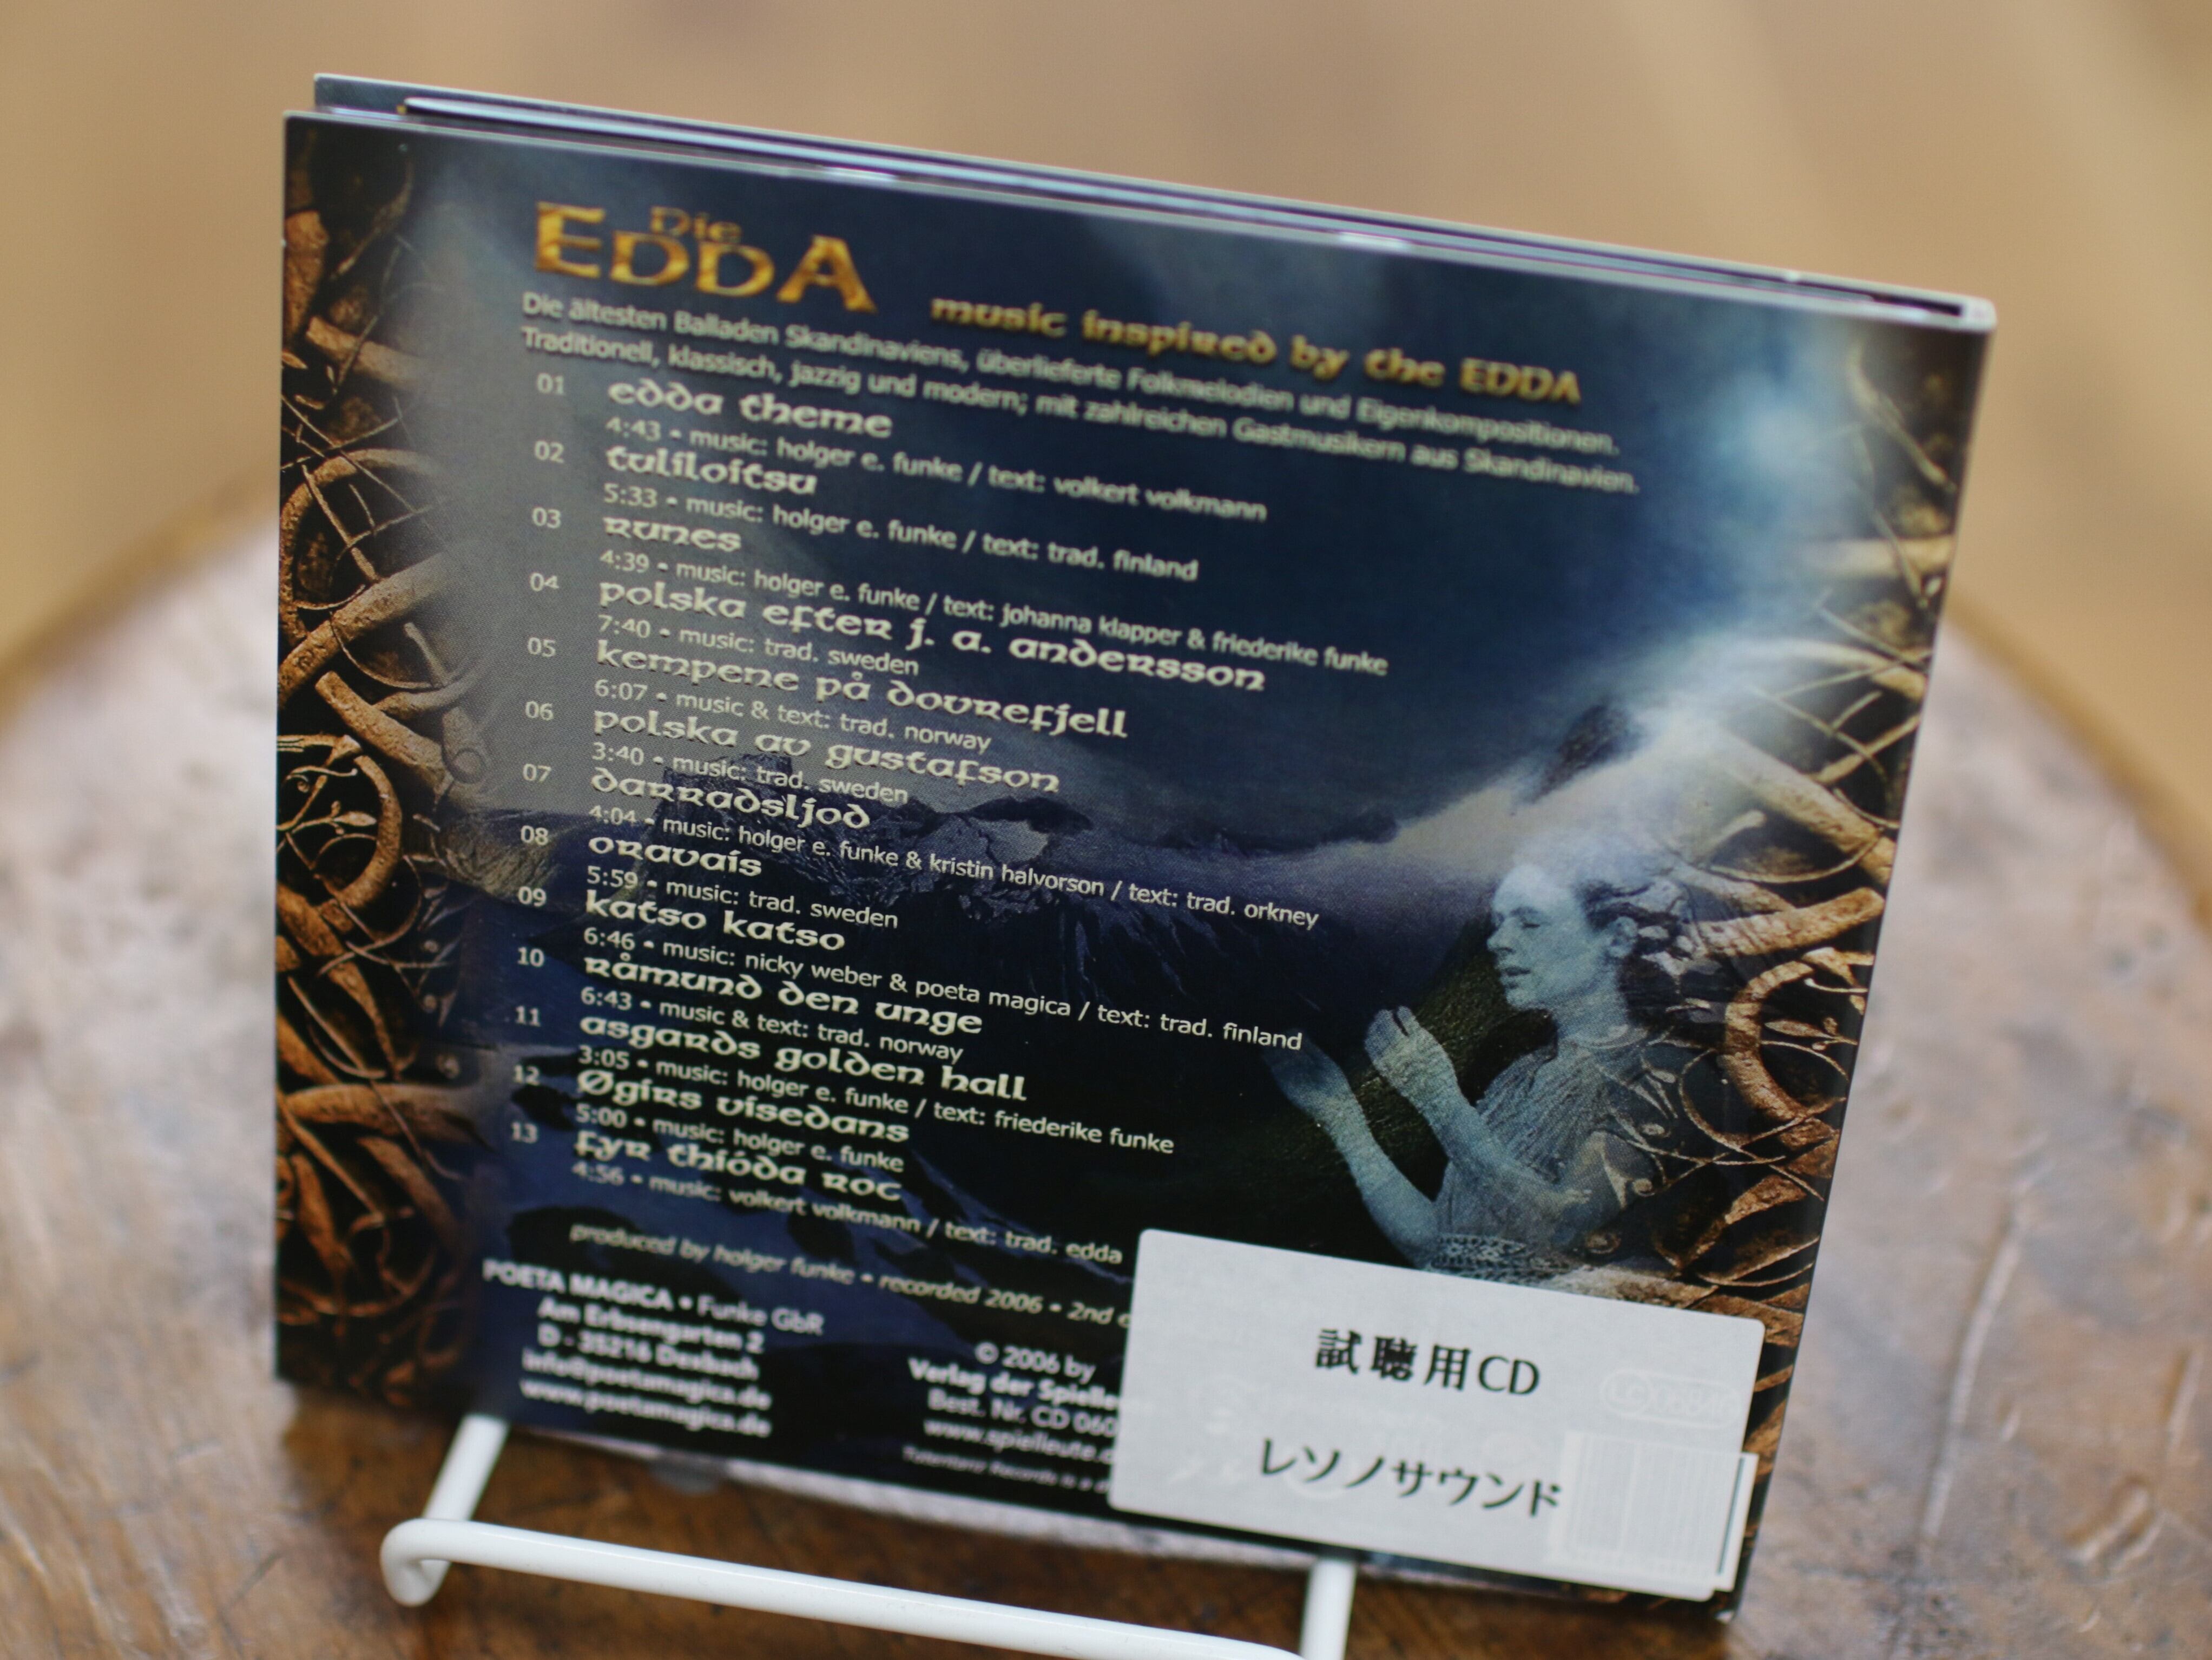 Die
EDDA music inspired by the EDDA
Die ältesten Balladen Skandinaviens, überlieferte Folkmelodien und Eigenkompositionen.
Traditionell, klassisch, jazzig und modern; mit zahlreichen Gastmusikern aus Skandinavien.
01 edda theme
4:43 • music: holger e. funke / text: volkert volkmann
02 tuliloitsu
5:33 • music: holger e. funke / text: trad. finland
03 runes
4:39 • music: holger e. funke / text: johanna klapper & friederike funke
04 polska efter j. a. andersson
7:40 • music: trad. sweden
05 kempene på dovrefjell
6:07 • music & text: trad. norway
06 polska av gustafson
3:40 • music: trad. sweden
07 darradsljod
4:04 • music: holger e. funke & kristin halvorson / text: trad. orkney
08 oravais
5:59 • music: trad. sweden
09 katso katso
6:46 • music: nicky weber & poeta magica / text: trad. finland
10 råmund den unge
6:43 • music & text: trad. norway
11 asgards golden hall
3:05 • music: holger e. funke / text: friederike funke
12 Øgirs visedans
5:00 • music: holger e. funke
13 fyr thióda roc
4:56 • music: volkert volkmann / text: trad. edda
produced by holger funke • recorded 2006 • 2nd
POETA MAGICA • Funke GbR
Am Erbsengarten 2
D - 35216 Dexbach
info@poetamagica.de
www.poetamagica.de
© 2006 by
Verlag der Spielleu
Best. Nr. CD 060
www.spielleute.d
Totentanz Records is a
試聴用CD
レソノサウンド